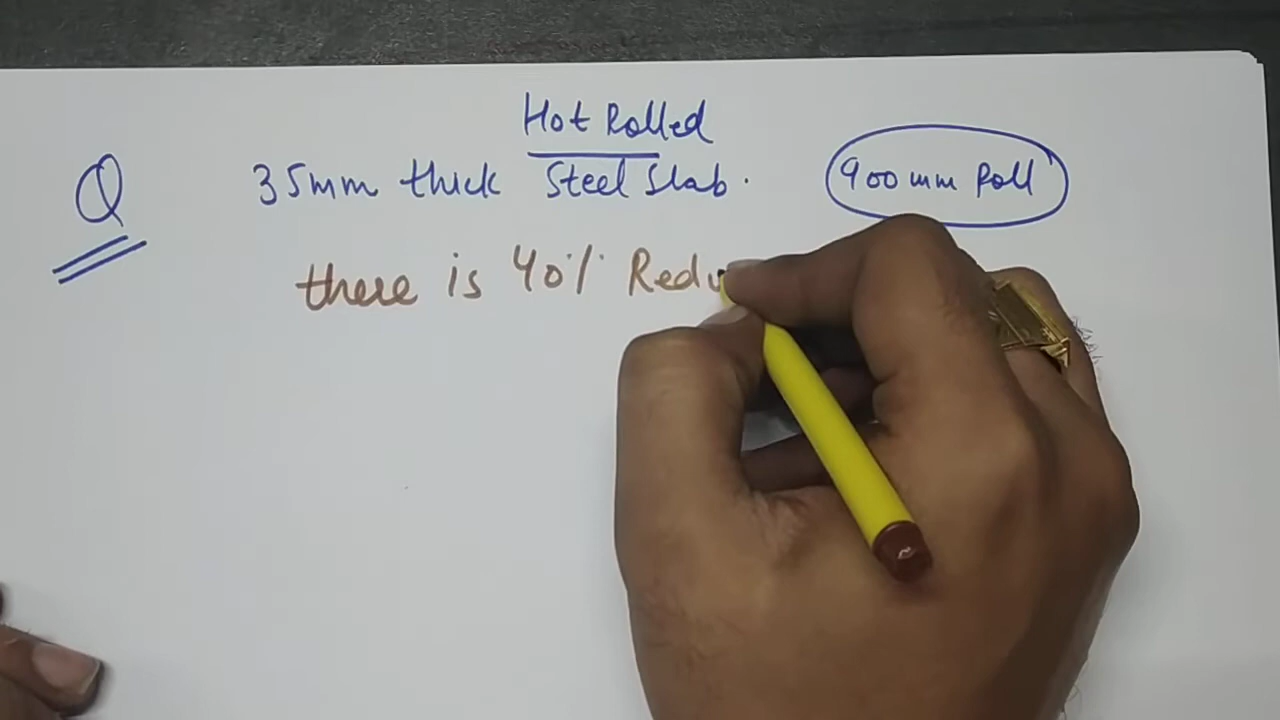 Hot Rolled
Q 35mm thick Steel Slab. 900 mm Roll
there is 40% Redu